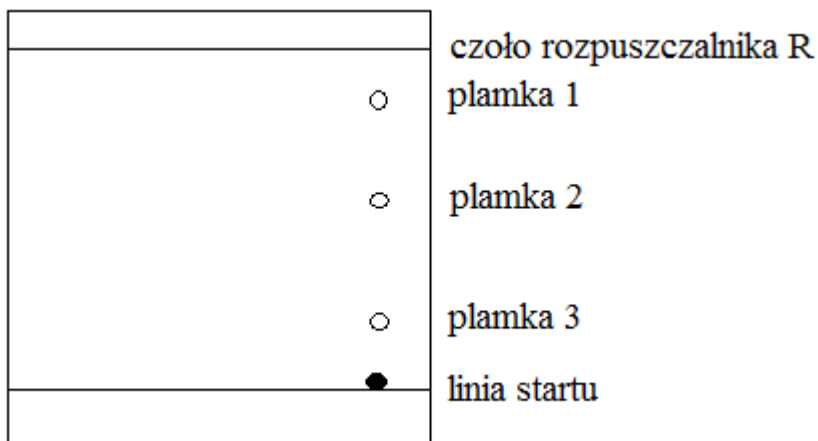 czoło rozpuszczalnika R
plamka 1
plamka 2
plamka 3
linia startu